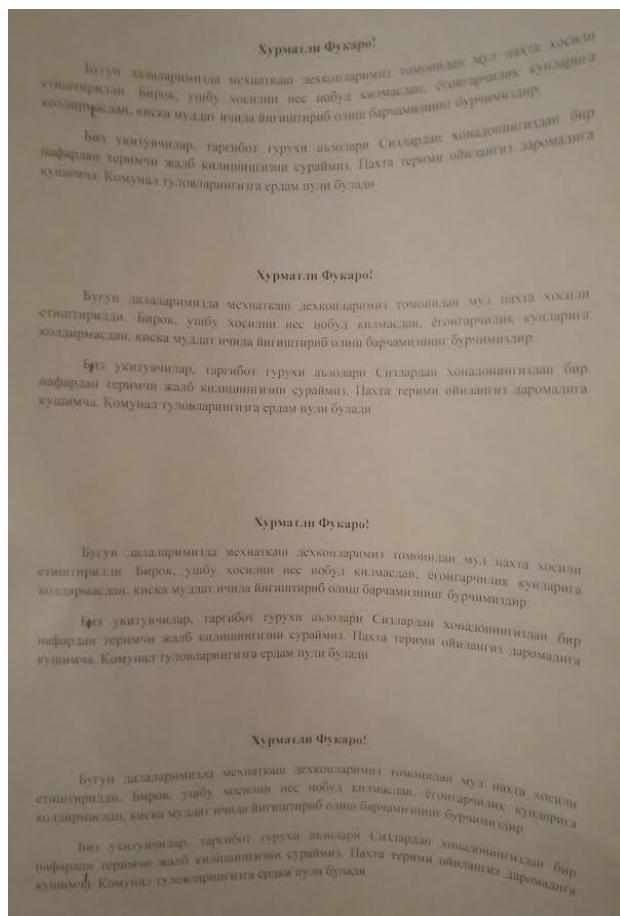 Хурматли Фукаро!
Бугун далаларимизда мехнаткаш дехконларимиз томонидан мул пахта хосили
етиштирилди. Бирок, ушбу хосилни нес нобуд килмасдан, ёгонгарчилик кунларига
колдирмасдан, киска муддат ичида йигиштириб олиш барчамизнинг бурчимиздир.
Биз укитувчилар, таргибот гурухи аъзолари Сизлардан хонадонингиздан бир
нафардан теримчи жалб килишингизни сураймиз. Пахта терими ойилангиз даромадига
кушимча. Комунал туловларингизга ердам пули булади
Хурматли Фукаро!
Бугун далаларимизда мехнаткаш дехконларимиз томонидан мул пахта хосили
етиштирилди. Бирок, ушбу хосилни нес нобуд килмасдан, ёгонгарчилик кунларига
колдирмасдан, киска муддат ичида йигиштириб олиш барчамизнинг бурчимиздир.
Биз укитувчилар, таргибот гурухи аъзолари Сизлардан хонадонингиздан бир
нафардан теримчи жалб килишингизни сураймиз. Пахта терими ойилангиз даромадига
кушимча. Комунал туловларингизга ердам пули булади
Хурматли Фукаро!
Бугун далаларимизда мехнаткаш дехконларимиз томонидан мул пахта хосили
етиштирилди. Бирок, ушбу хосилни нес нобуд килмасдан, ёгонгарчилик кунларига
колдирмасдан, киска муддат ичида йигиштириб олиш барчамизнинг бурчимиздир.
Биз укитувчилар, таргибот гурухи аъзолари Сизлардан хонадонингиздан бир
нафардан теримчи жалб килишингизни сураймиз. Пахта терими ойилангиз даромадига
кушимча. Комунал туловларингизга ердам пули булади
Хурматли Фукаро!
Бугун далаларимизда мехнаткаш дехконларимиз томонидан мул пахта хосили
етиштирилди. Бирок, ушбу хосилни нес нобуд килмасдан, ёгонгарчилик кунларига
колдирмасдан, киска муддат ичида йигиштириб олиш барчамизнинг бурчимиздир.
Биз укитувчилар, таргибот гурухи аъзолари Сизлардан хонадонингиздан бир
нафардан теримчи жалб килишингизни сураймиз. Пахта терими ойилангиз даромадига
кушимча. Комунал туловларингизга ердам пули булади